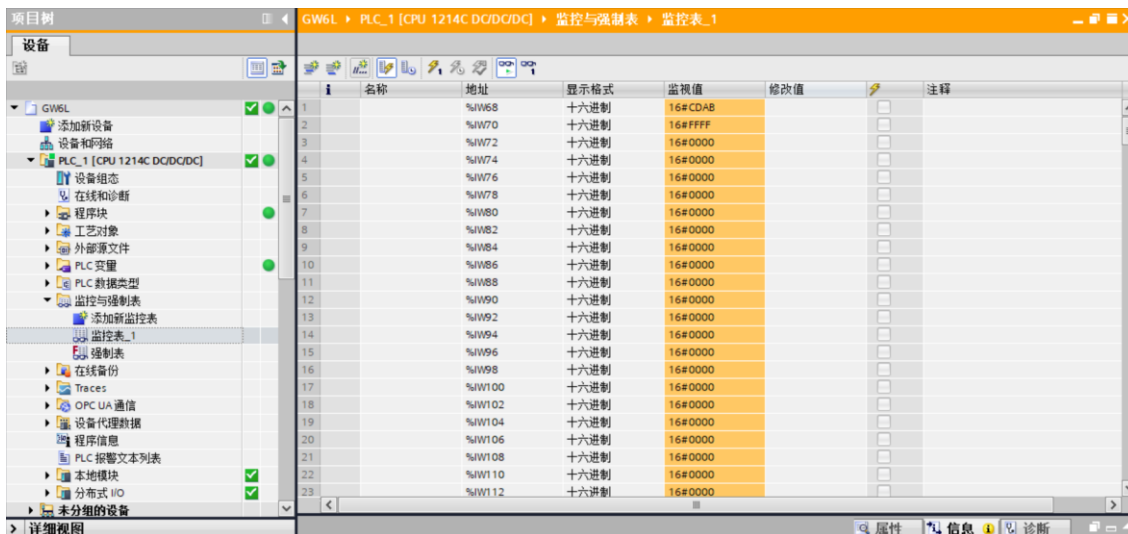 项目树
GW6L ▸ PLC_1 [CPU 1214C DC/DC/DC] ▸ 监控与强制表 ▸ 监控表_1
设备
i 名称 地址 显示格式 监视值 修改值 注释
GW6L
添加新设备
设备和网络
PLC_1 [CPU 1214C DC/DC/DC]
设备组态
在线和诊断
程序块
工艺对象
外部源文件
PLC 变量
PLC 数据类型
监控与强制表
添加新监控表
监控表_1
强制表
在线备份
Traces
OPC UA 通信
设备代理数据
程序信息
PLC 报警文本列表
本地模块
分布式 I/O
未分组的设备
详细视图
1 %IW68 十六进制 16#CDAB
2 %IW70 十六进制 16#FFFF
3 %IW72 十六进制 16#0000
4 %IW74 十六进制 16#0000
5 %IW76 十六进制 16#0000
6 %IW78 十六进制 16#0000
7 %IW80 十六进制 16#0000
8 %IW82 十六进制 16#0000
9 %IW84 十六进制 16#0000
10 %IW86 十六进制 16#0000
11 %IW88 十六进制 16#0000
12 %IW90 十六进制 16#0000
13 %IW92 十六进制 16#0000
14 %IW94 十六进制 16#0000
15 %IW96 十六进制 16#0000
16 %IW98 十六进制 16#0000
17 %IW100 十六进制 16#0000
18 %IW102 十六进制 16#0000
19 %IW104 十六进制 16#0000
20 %IW106 十六进制 16#0000
21 %IW108 十六进制 16#0000
22 %IW110 十六进制 16#0000
23 %IW112 十六进制 16#0000
属性 信息 诊断